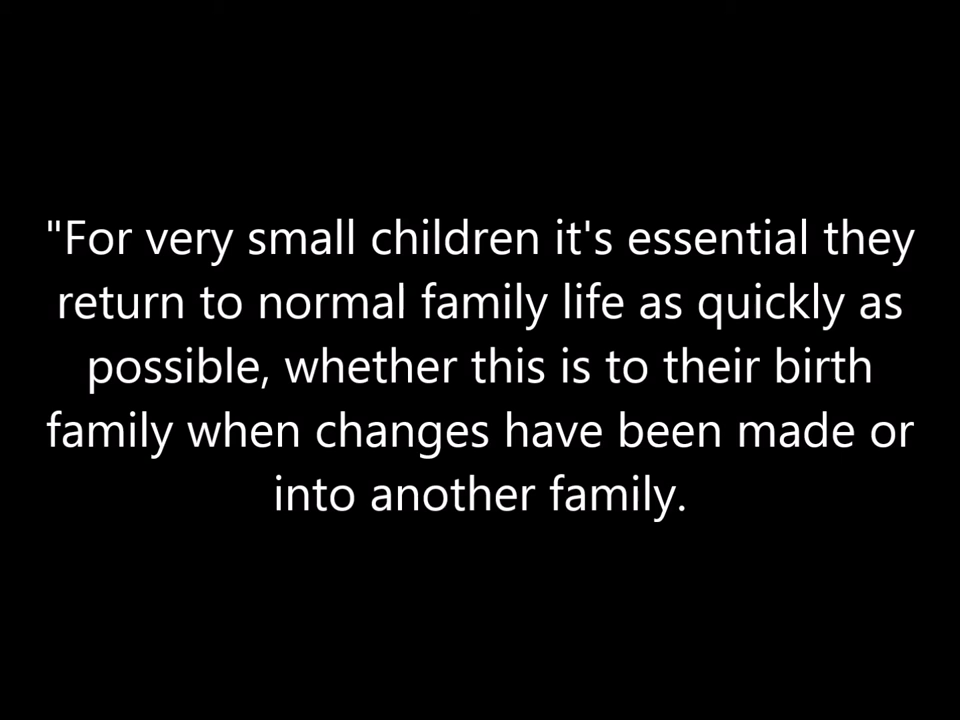 "For very small children it's essential they
return to normal family life as quickly as
possible, whether this is to their birth
family when changes have been made or
into another family.